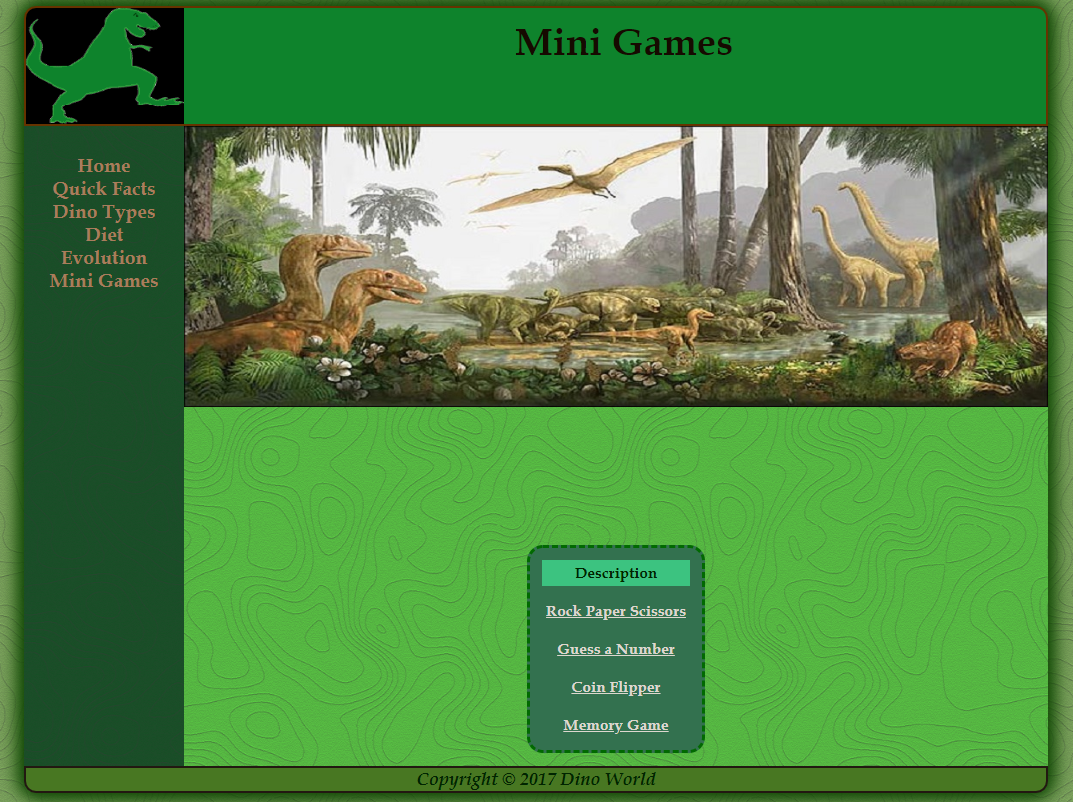 Mini Games
Home
Quick Facts
Dino Types
Diet
Evolution
Mini Games
Description
Rock Paper Scissors
Guess a Number
Coin Flipper
Memory Game
Copyright © 2017 Dino World